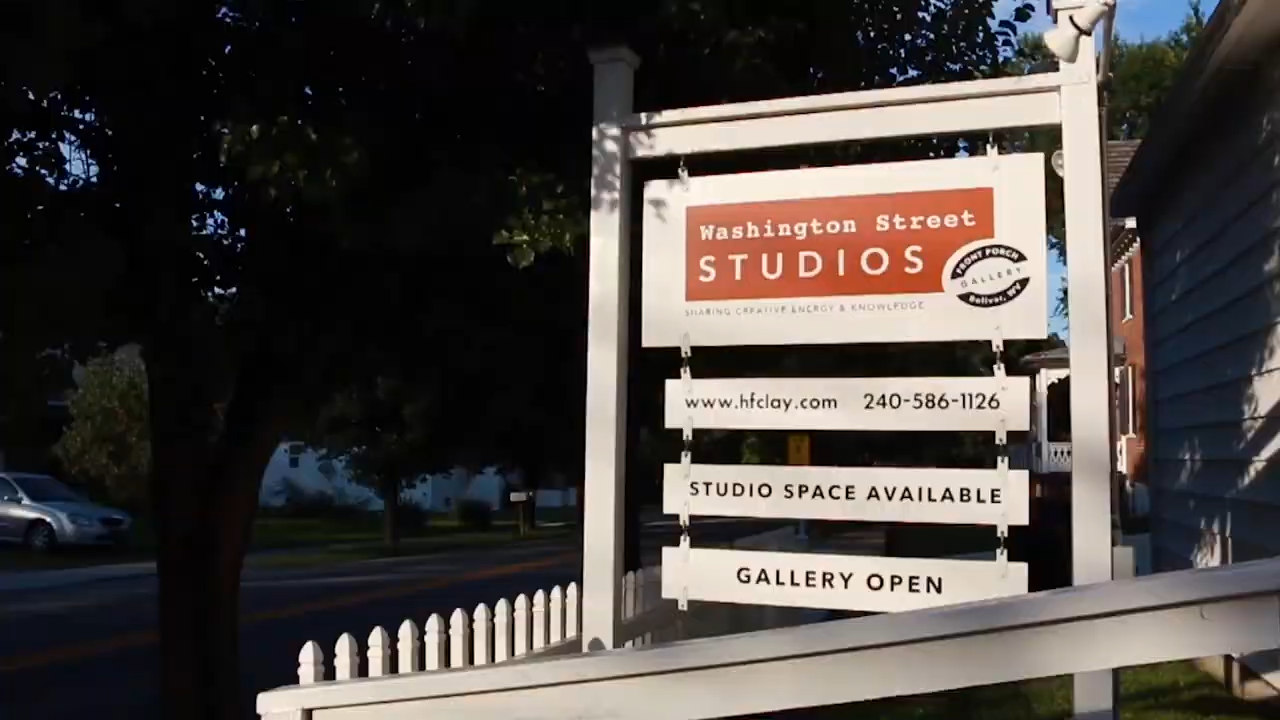 Washington Street
STUDIOS
FRONT PORCH
GALLERY
Bolivar, WV
SHARING CREATIVE ENERGY & KNOWLEDGE
www.hfclay.com 240-586-1126
STUDIO SPACE AVAILABLE
GALLERY OPEN